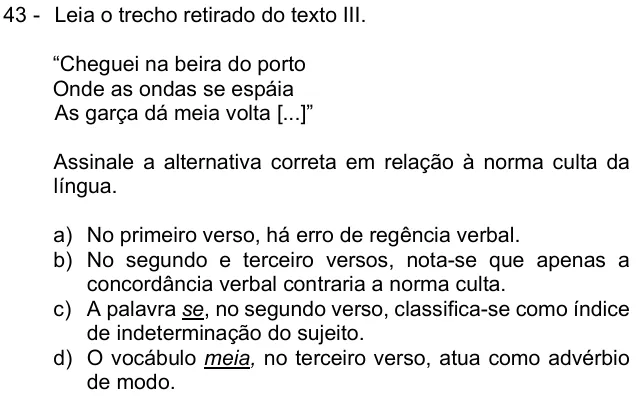 43 - Leia o trecho retirado do texto III.
“Cheguei na beira do porto
Onde as ondas se espáia
As garça dá meia volta [...]”
Assinale a alternativa correta em relação à norma culta da
língua.
a) No primeiro verso, há erro de regência verbal.
b) No segundo e terceiro versos, nota-se que apenas a
concordância verbal contraria a norma culta.
c) A palavra se, no segundo verso, classifica-se como índice
de indeterminação do sujeito.
d) O vocábulo meia, no terceiro verso, atua como advérbio
de modo.